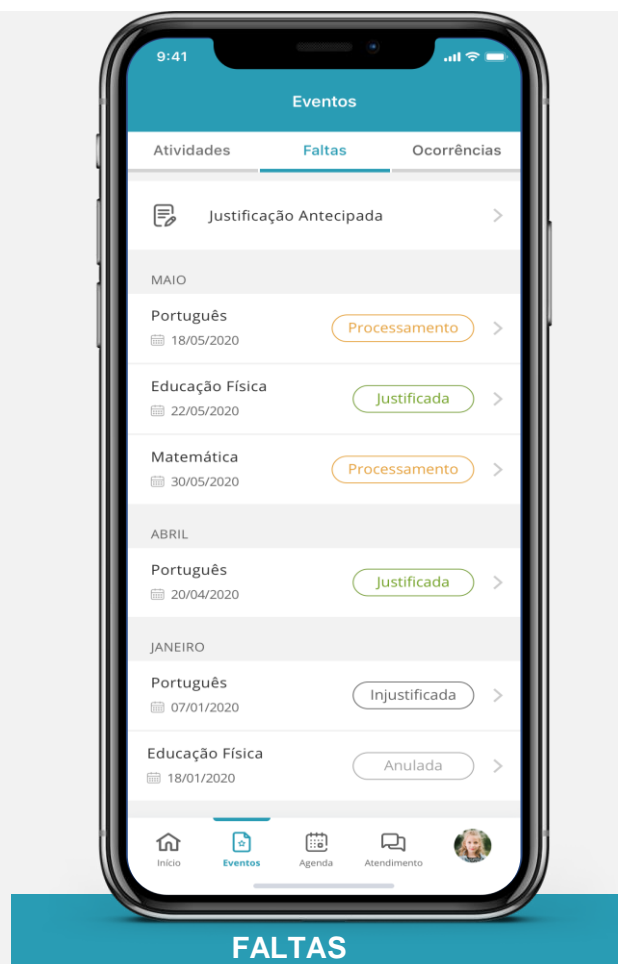 9:41
Eventos
Atividades Faltas Ocorrências
Justificação Antecipada
MAIO
Português
Processamento
18/05/2020
Educação Física
Justificada
22/05/2020
Matemática
Processamento
30/05/2020
ABRIL
Português
Justificada
20/04/2020
JANEIRO
Português
Injustificada
07/01/2020
Educação Física
Anulada
18/01/2020
Início Eventos Agenda Atendimento
FALTAS